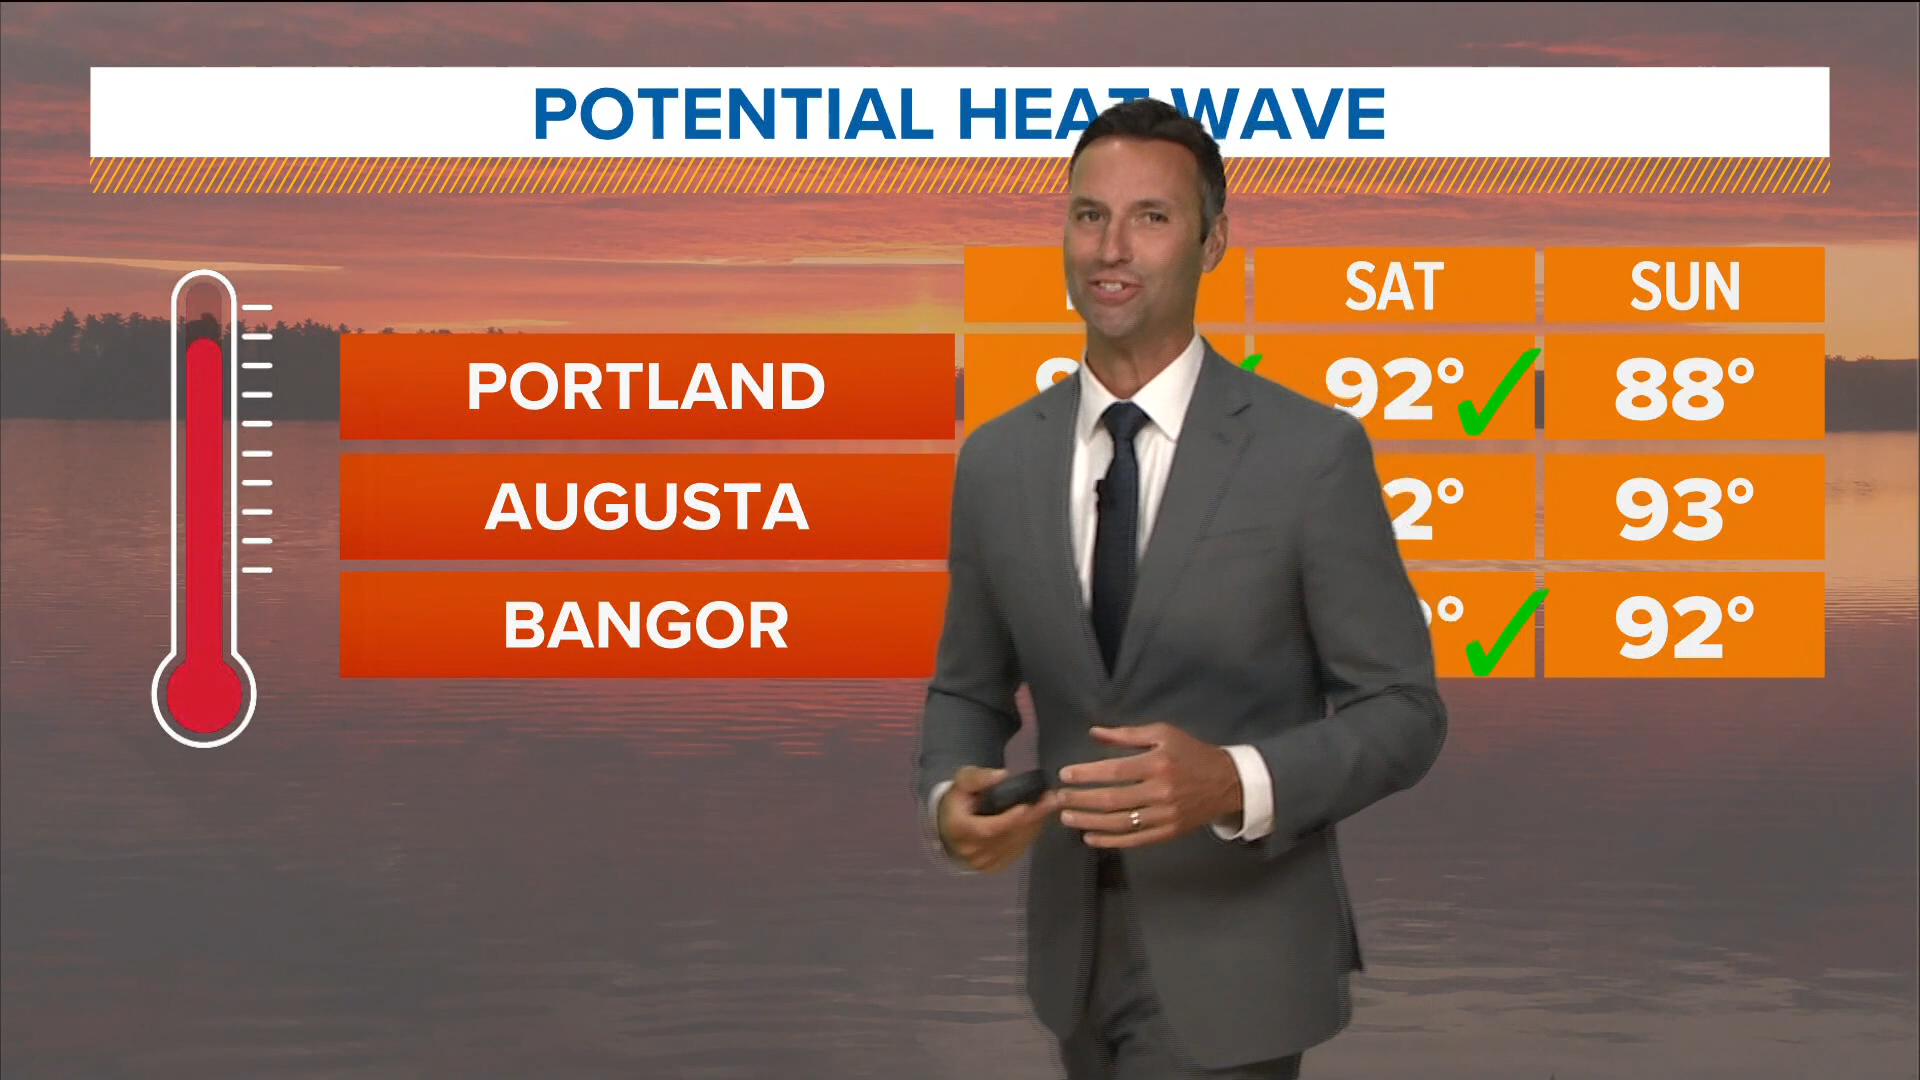 POTENTIAL HEAT WAVE
SAT SUN
PORTLAND 92° 88°
AUGUSTA 93°
BANGOR 92°